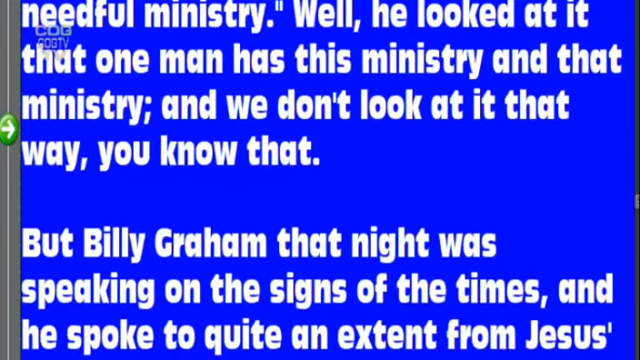 needful ministry." Well, he looked at it
CDG
COGTV
that one man has this ministry and that
ministry; and we don't look at it that
way, you know that.
But Billy Graham that night was
speaking on the signs of the times, and
he spoke to quite an extent from Jesus'